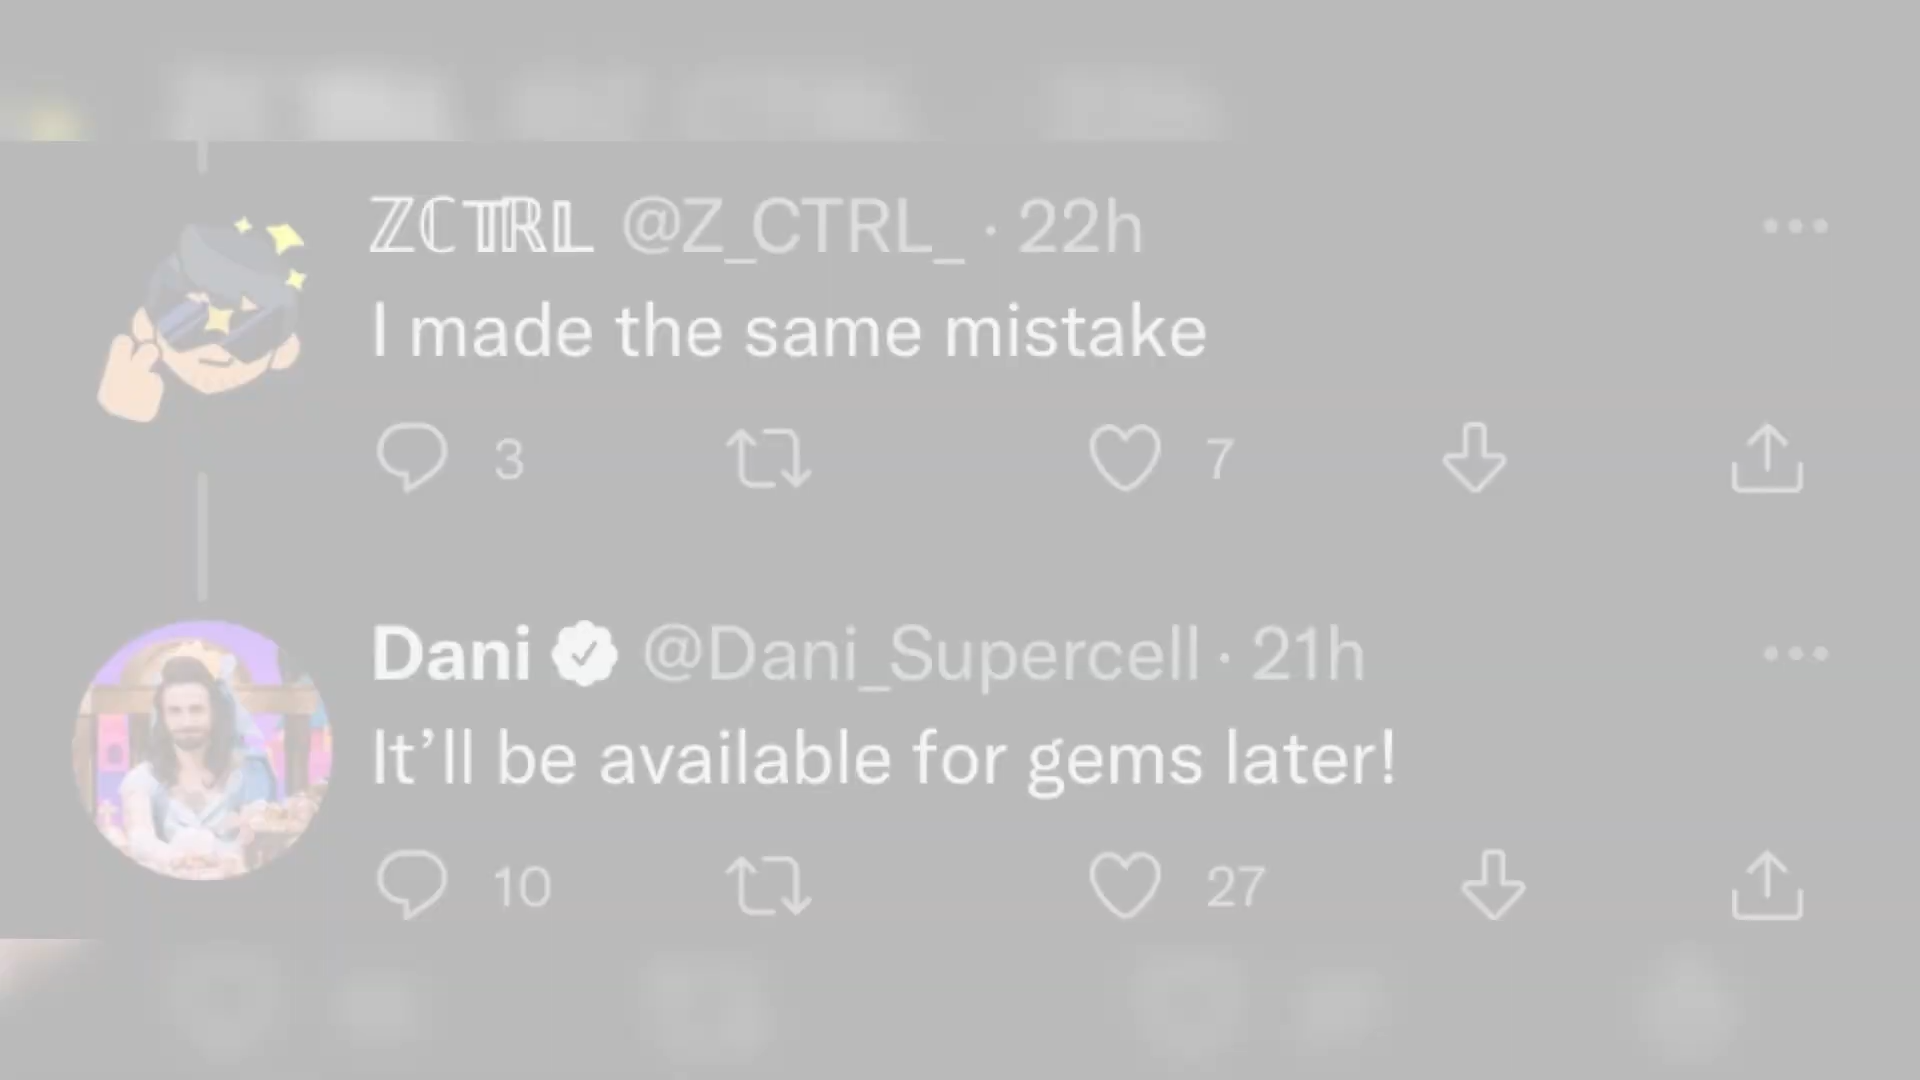 ℤℂ𝕋ℝ𝕃 @Z_CTRL_ · 22h
I made the same mistake
3 7
Dani @Dani_Supercell · 21h
It’ll be available for gems later!
10 27